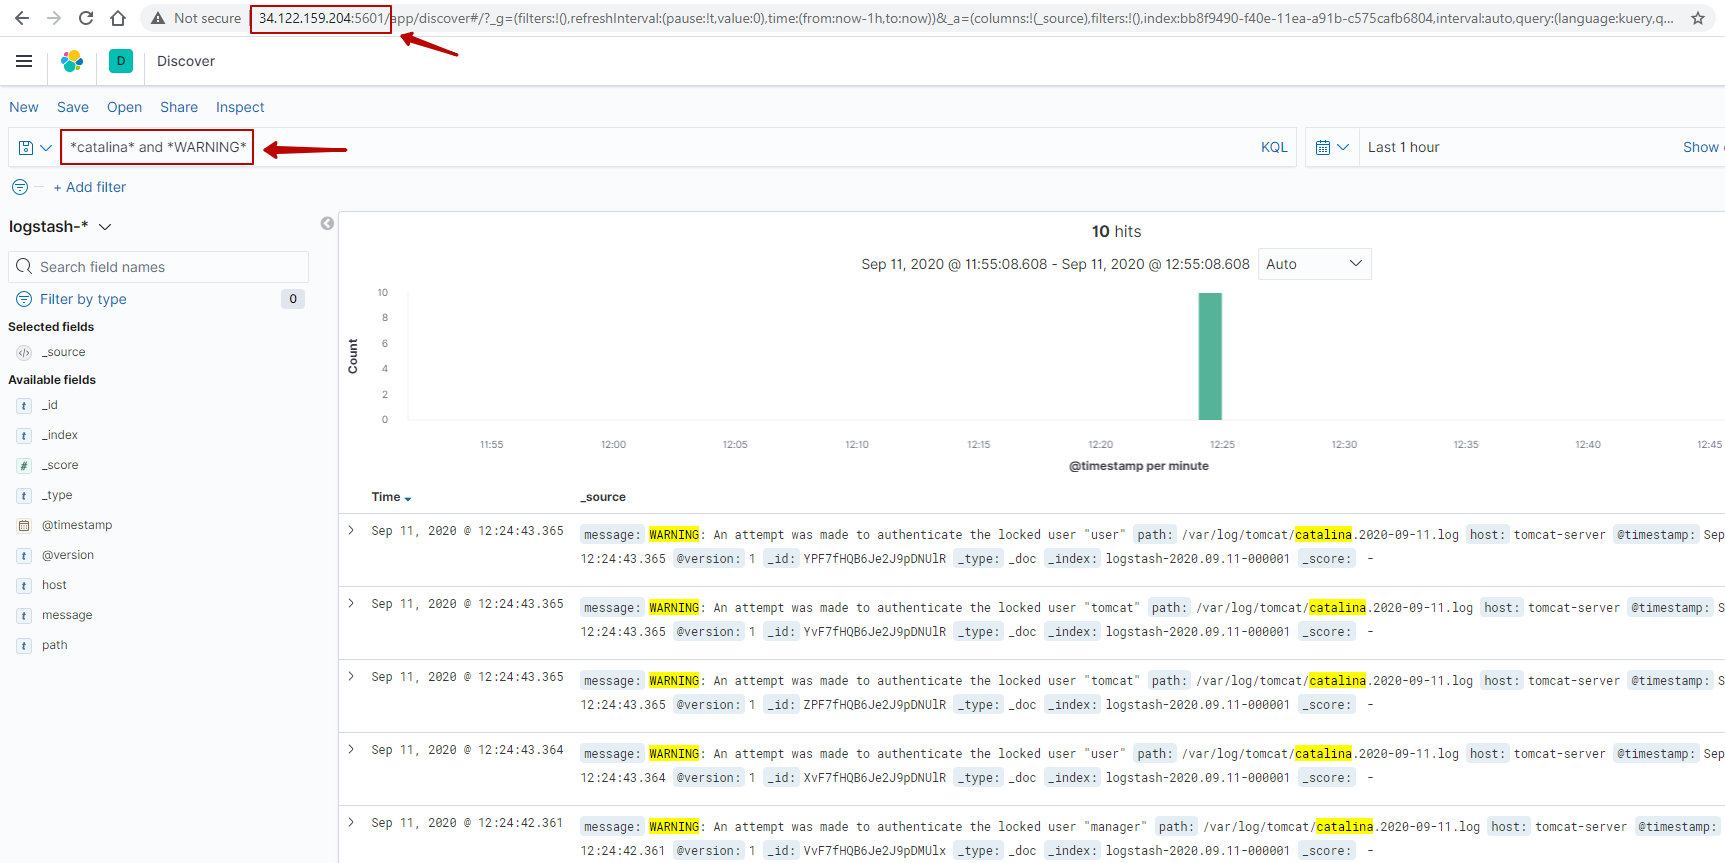 Not secure 34.122.159.204:5601/app/discover#/?_g=(filters:!(),refreshInterval:(pause:!t,value:0),time:(from:now-1h,to:now))&_a=(columns:!(_source),filters:!(),index:bb8f9490-f40e-11ea-a91b-c575cafb6804,interval:auto,query:(language:kuery,q...
D Discover
New Save Open Share Inspect
*catalina* and *WARNING* KQL Last 1 hour Show
+ Add filter
logstash-*
10 hits
Search field names
Sep 11, 2020 @ 11:55:08.608 - Sep 11, 2020 @ 12:55:08.608 Auto
Filter by type 0
Selected fields
_source
Available fields
_id
_index
_score
_type
@timestamp
@version
host
message
path
Count
10
8
6
4
2
0
11:55 12:00 12:05 12:10 12:15 12:20 12:25 12:30 12:35 12:40 12:45
@timestamp per minute
Time _source
Sep 11, 2020 @ 12:24:43.365 message: WARNING: An attempt was made to authenticate the locked user "user" path: /var/log/tomcat/catalina.2020-09-11.log host: tomcat-server @timestamp: Sep
12:24:43.365 @version: 1 _id: YPF7fHQB6Je2J9pDNUlR _type: _doc _index: logstash-2020.09.11-000001 _score: -
Sep 11, 2020 @ 12:24:43.365 message: WARNING: An attempt was made to authenticate the locked user "tomcat" path: /var/log/tomcat/catalina.2020-09-11.log host: tomcat-server @timestamp: S
12:24:43.365 @version: 1 _id: YvF7fHQB6Je2J9pDNUlR _type: _doc _index: logstash-2020.09.11-000001 _score: -
Sep 11, 2020 @ 12:24:43.365 message: WARNING: An attempt was made to authenticate the locked user "tomcat" path: /var/log/tomcat/catalina.2020-09-11.log host: tomcat-server @timestamp: S
12:24:43.365 @version: 1 _id: ZPF7fHQB6Je2J9pDNUlR _type: _doc _index: logstash-2020.09.11-000001 _score: -
Sep 11, 2020 @ 12:24:43.364 message: WARNING: An attempt was made to authenticate the locked user "user" path: /var/log/tomcat/catalina.2020-09-11.log host: tomcat-server @timestamp: Sep
12:24:43.364 @version: 1 _id: XvF7fHQB6Je2J9pDNUlR _type: _doc _index: logstash-2020.09.11-000001 _score: -
Sep 11, 2020 @ 12:24:42.361 message: WARNING: An attempt was made to authenticate the locked user "manager" path: /var/log/tomcat/catalina.2020-09-11.log host: tomcat-server @timestamp:
12:24:42.361 @version: 1 _id: VvF7fHQB6Je2J9pDMUlx _type: _doc _index: logstash-2020.09.11-000001 _score: -